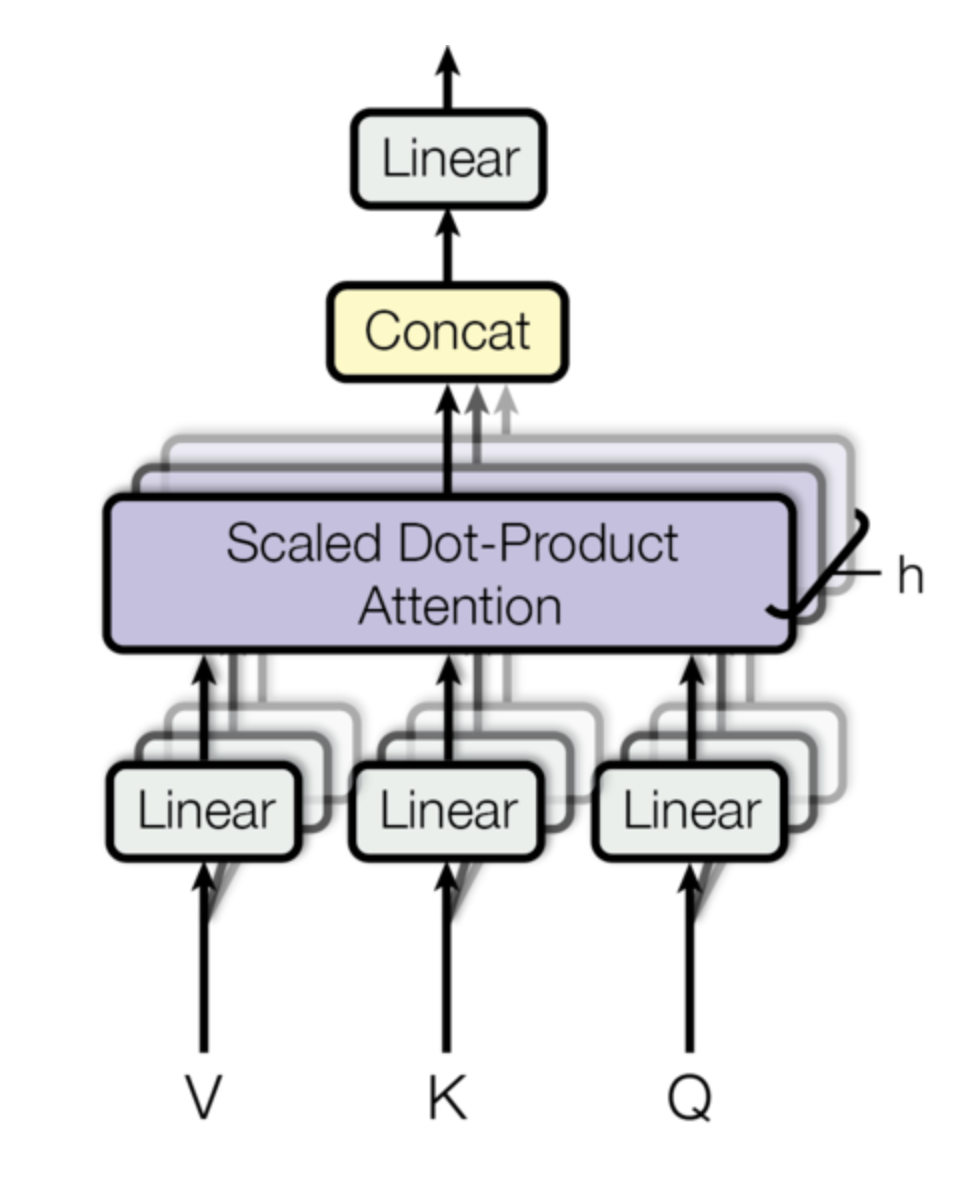 Linear
Concat
Scaled Dot-Product
Attention
h
Linear Linear Linear
V K Q